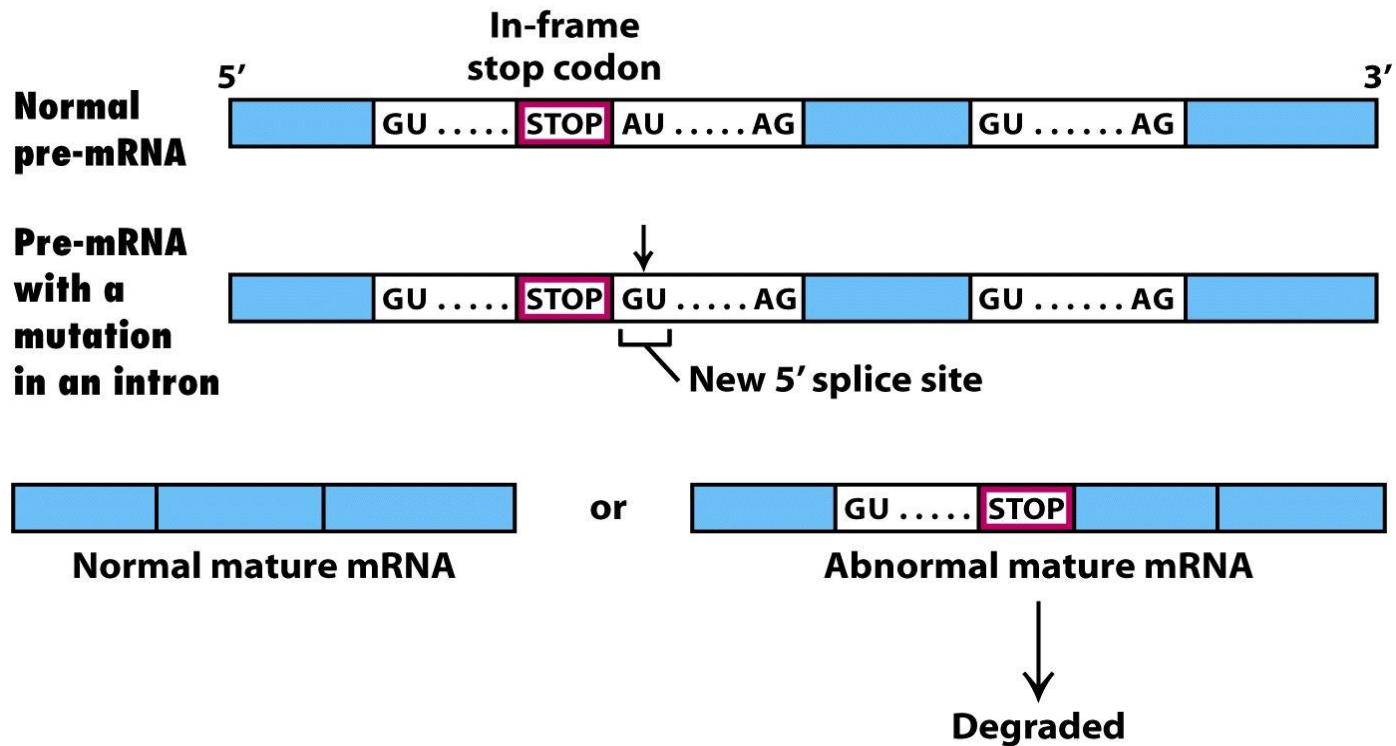 In-frame
stop codon
5′
3′
Normal
pre-mRNA
GU ..... STOP AU ..... AG GU ...... AG
Pre-mRNA
with a
mutation
in an intron
GU ..... STOP GU ..... AG GU ...... AG
New 5′ splice site
or
GU ..... STOP
Normal mature mRNA
Abnormal mature mRNA
Degraded